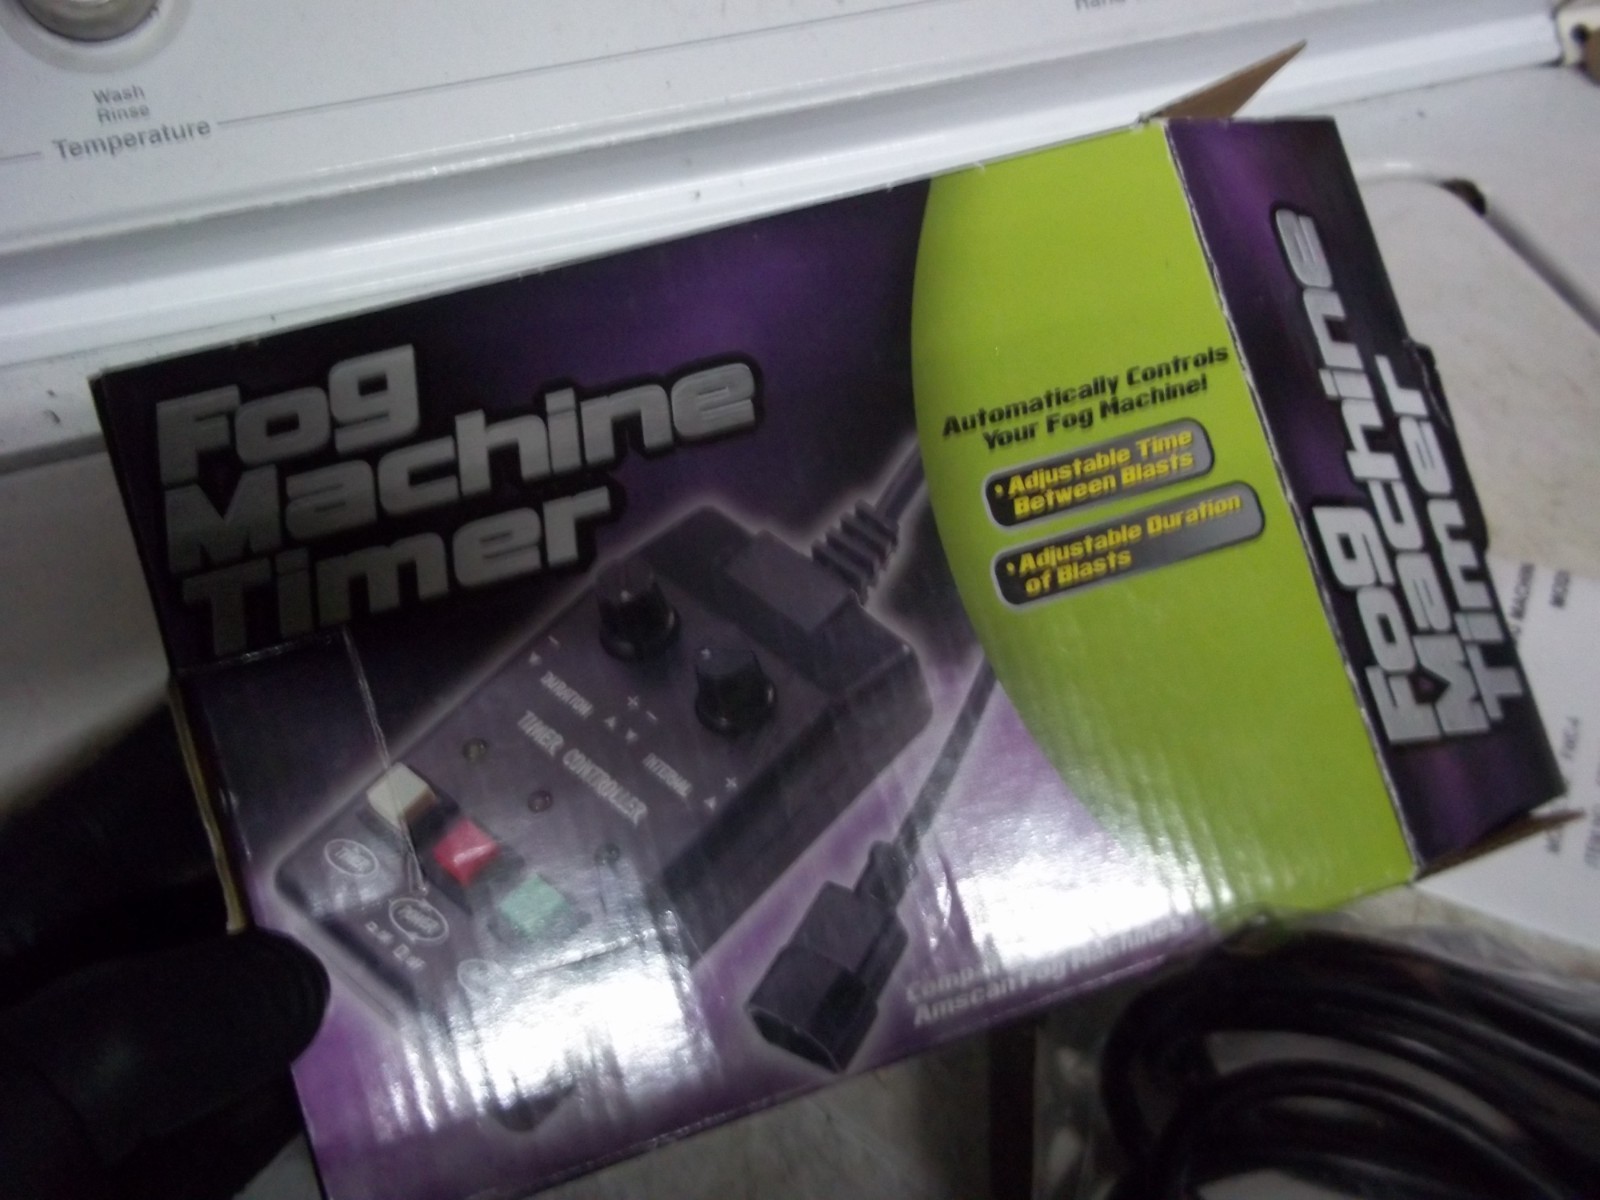 Wash
Rinse
Temperature
Fog
Machine
Timer
Automatically Controls
Your Fog Machine!
• Adjustable Time
Between Blasts
• Adjustable Duration
of Blasts
DURATION
TIMER CONTROLLER
INTERVAL
Amscan Fog Machines
Fog
Machine
Timer